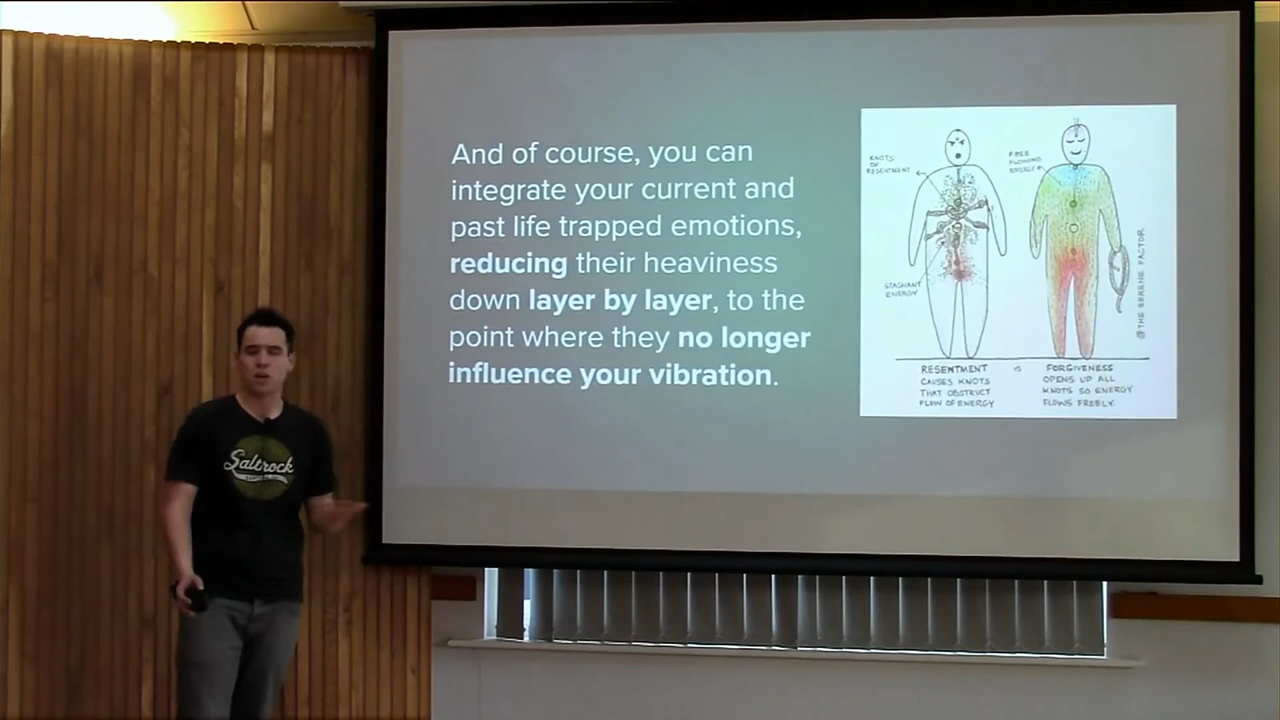 And of course, you can
integrate your current and
past life trapped emotions,
reducing their heaviness
down layer by layer, to the
point where they no longer
influence your vibration.
KNOTS
OF
RESENTMENT
STAGNANT
ENERGY
FREE
FLOWING
ENERGY
@THE SERENE FACTOR
RESENTMENT
CAUSES KNOTS
THAT OBSTRUCT
FLOW OF ENERGY
VS
FORGIVENESS
OPENS UP ALL
KNOTS SO ENERGY
FLOWS FREELY.
Saltrock